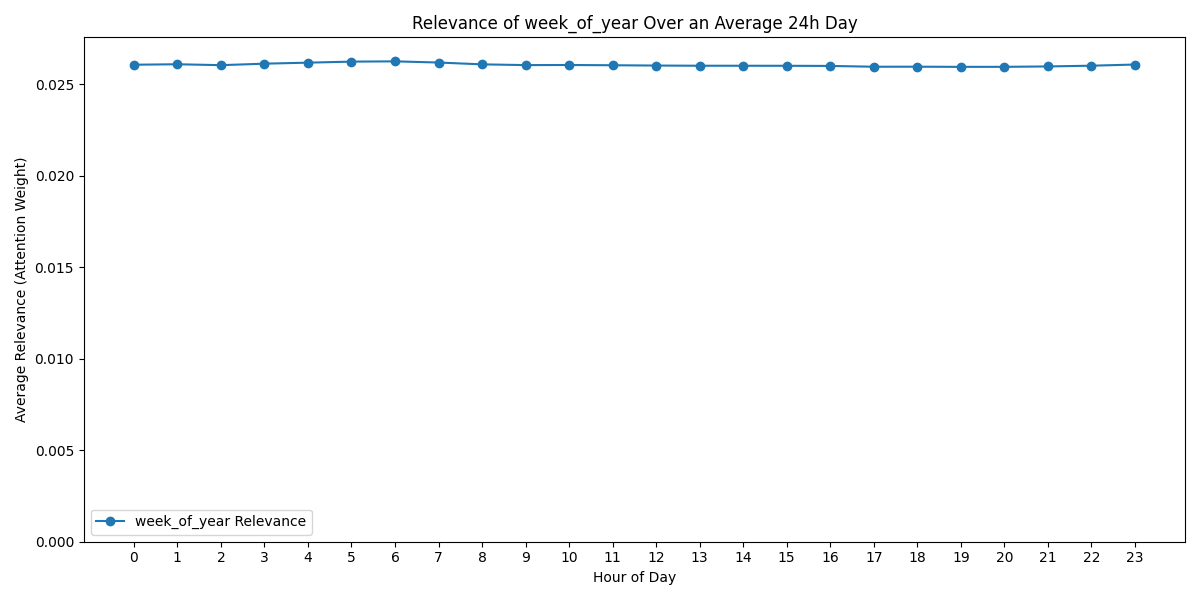 Relevance of week_of_year Over an Average 24h Day
Average Relevance (Attention Weight)
0.025
0.020
0.015
0.010
0.005
0.000
week_of_year Relevance
0 1 2 3 4 5 6 7 8 9 10 11 12 13 14 15 16 17 18 19 20 21 22 23
Hour of Day